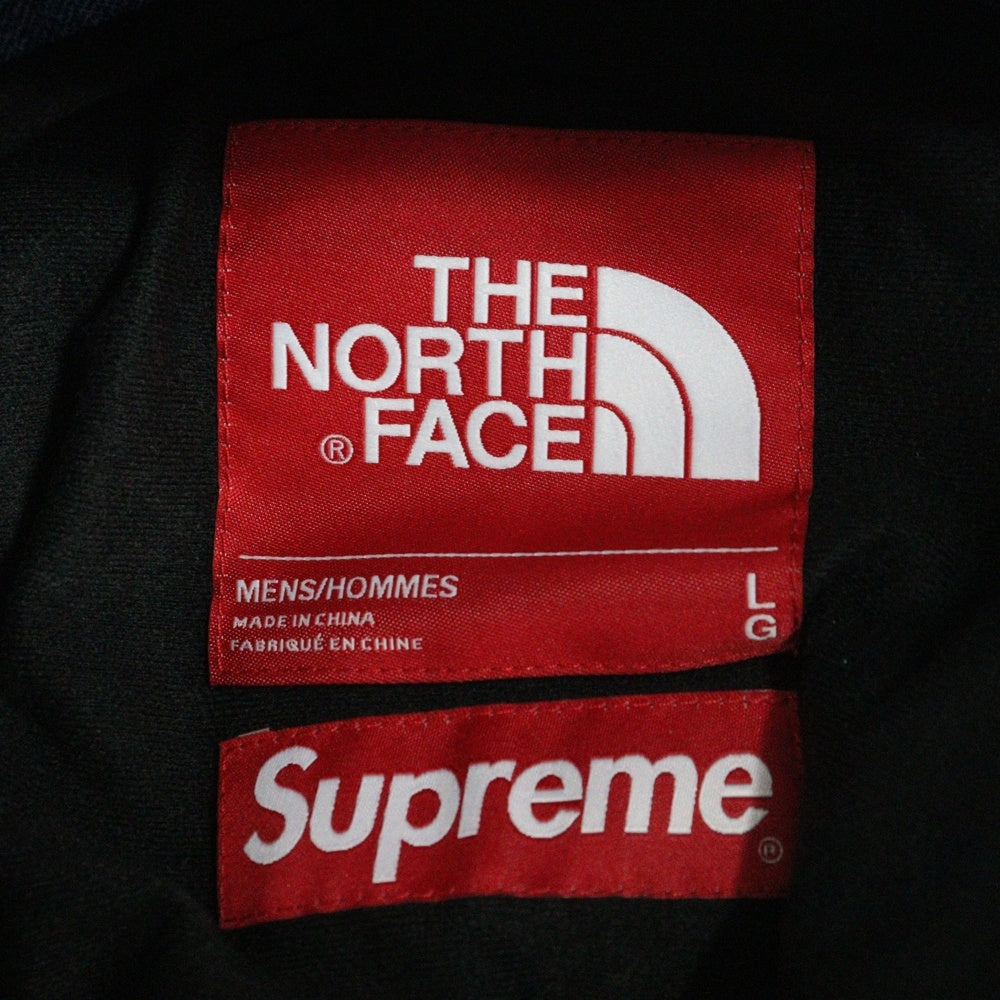 THE
NORTH
® FACE
MENS/HOMMES
MADE IN CHINA
FABRIQUÉ EN CHINE
L
G
Supreme®